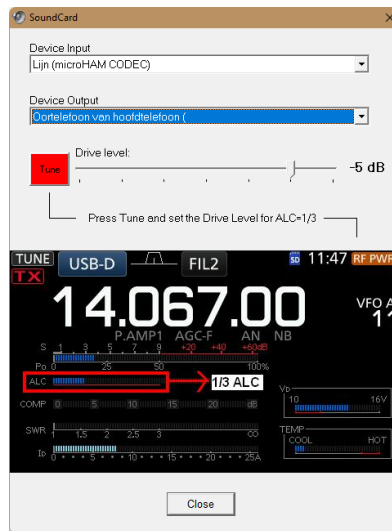 SoundCard
Device Input
Lijn (microHAM CODEC)
Device Output
Oortelefoon van hoofdtelefoon (
Tune
Drive level:
-5 dB
Press Tune and set the Drive Level for ALC=1/3
TUNE USB-D FIL2 SD 11:47 RF PWR
TX
14.067.00 VFO A
P.AMP1 AGC-F AN NB
S 1 3 5 7 9 +20 +40 +60dB
Po 0 25 50 100%
ALC 1/3 ALC
COMP 0 5 10 15 20 dB
SWR 1 1.5 2 2.5 3 ∞
ID 0 5 10 15 20 25A
VD
10 16V
TEMP
COOL HOT
Close